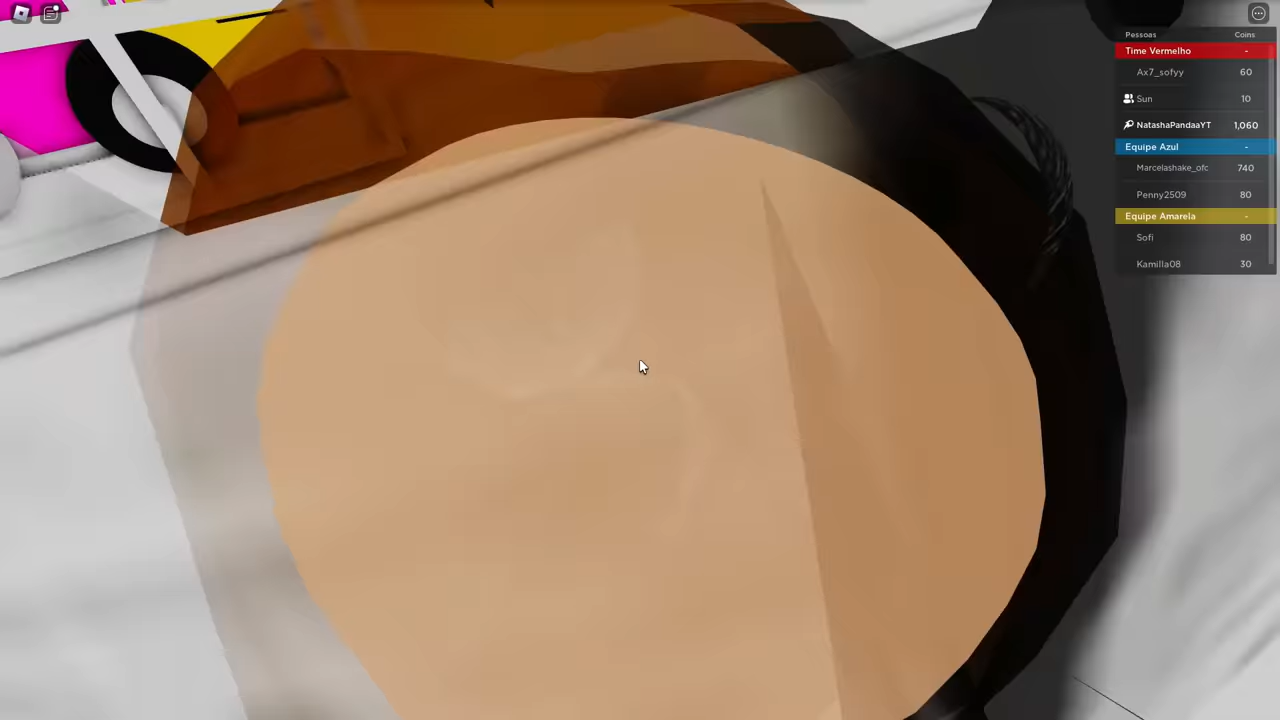 Pessoas Coins
Time Vermelho -
Ax7_sofyy 60
Sun 10
NatashaPandaaYT 1,060
Equipe Azul -
Marcelashake_ofc 740
Penny2509 80
Equipe Amarela -
Sofi 80
Kamilla08 30